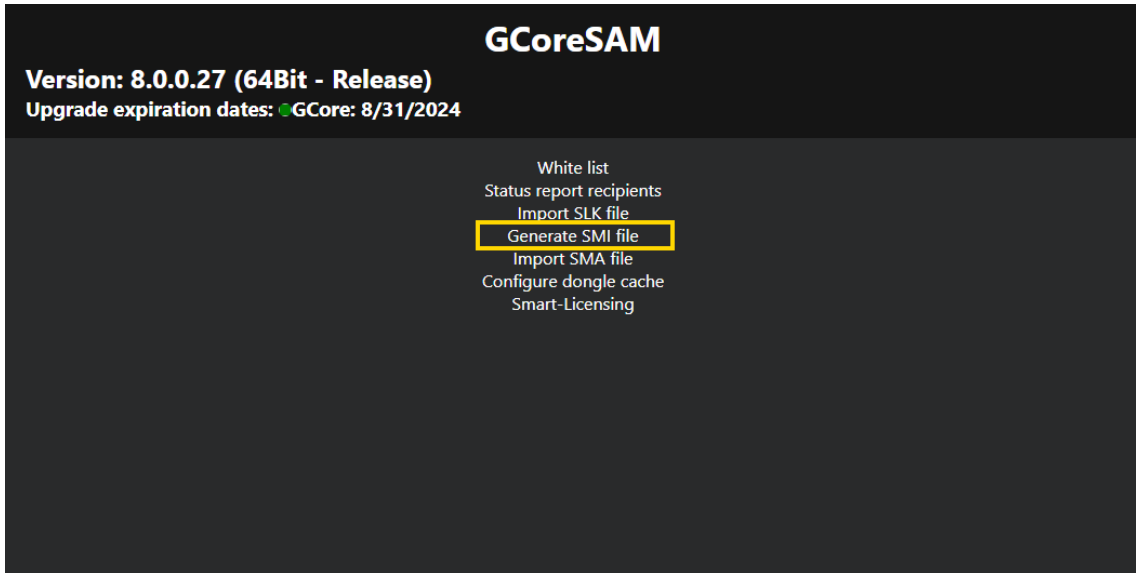 GCoreSAM
Version: 8.0.0.27 (64Bit - Release)
Upgrade expiration dates: GCore: 8/31/2024
White list
Status report recipients
Import SLK file
Generate SMI file
Import SMA file
Configure dongle cache
Smart-Licensing